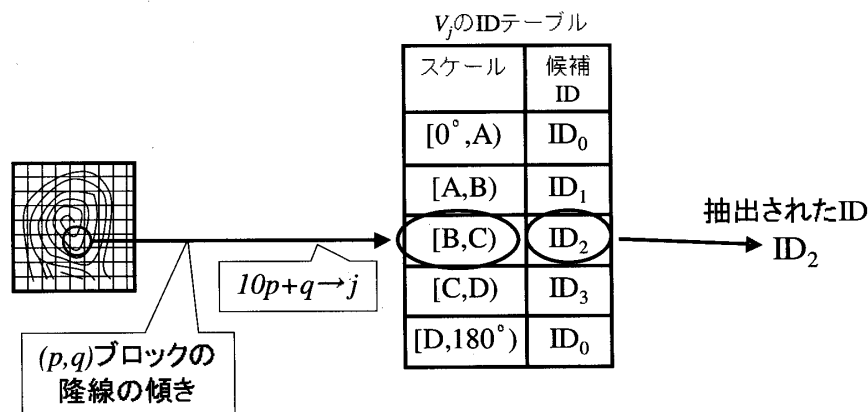 VjのIDテーブル
スケール 候補ID
[0°,A) ID0
[A,B) ID1
[B,C) ID2
[C,D) ID3
[D,180°) ID0
抽出されたID
ID2
10p+q→j
(p,q)ブロックの
隆線の傾き